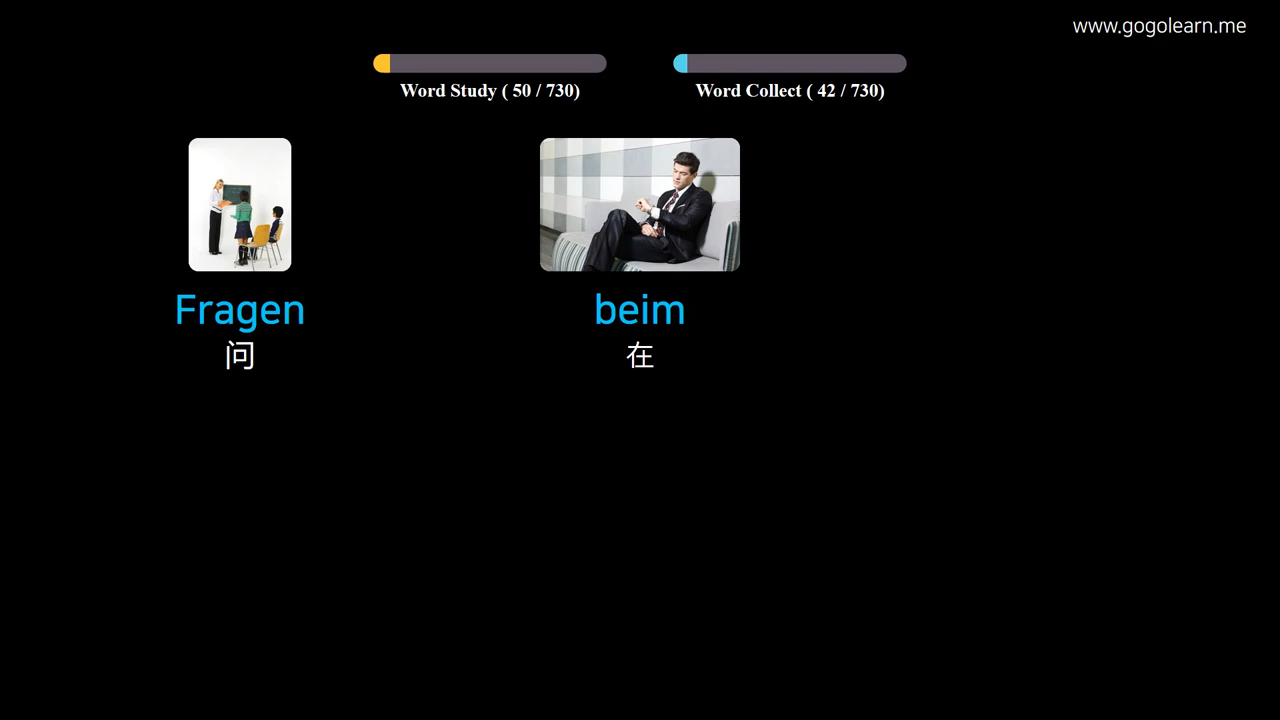 www.gogolearn.me
Word Study ( 50 / 730)
Word Collect ( 42 / 730)
Fragen
问
beim
在